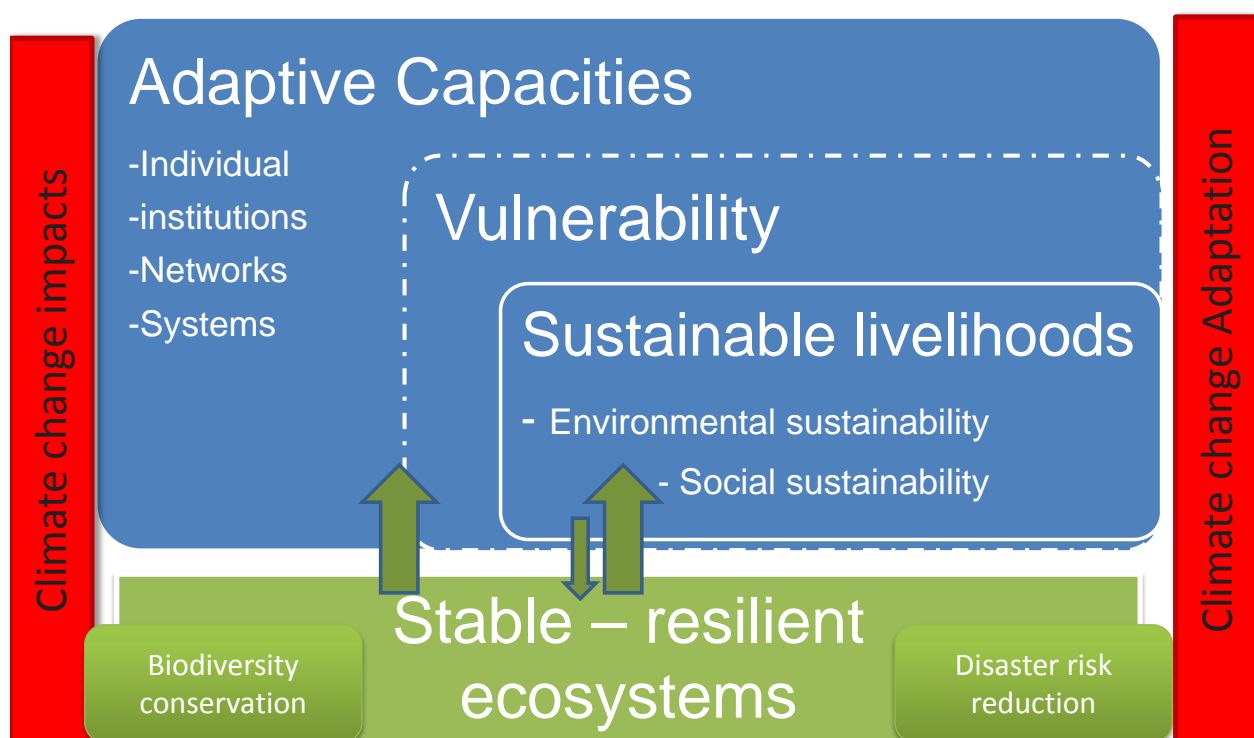 Climate change impacts
Adaptive Capacities
-Individual
-institutions
-Networks
-Systems
Vulnerability
Sustainable livelihoods
- Environmental sustainability
- Social sustainability
Stable – resilient
ecosystems
Biodiversity
conservation
Disaster risk
reduction
Climate change Adaptation